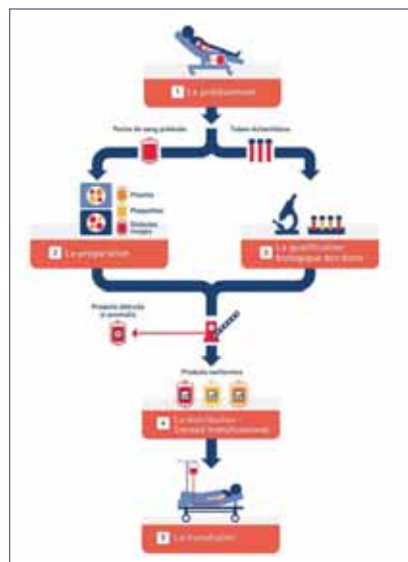 1 Le prélèvement
Poche de sang prélevée
Tubes échantillons
Plasma
Plaquettes
Globules
rouges
2 La préparation
3 La qualification
biologique des dons
Produits détruits
si anomalie
Produits conformes
4 La distribution -
Conseil transfusionnel
5 La transfusion